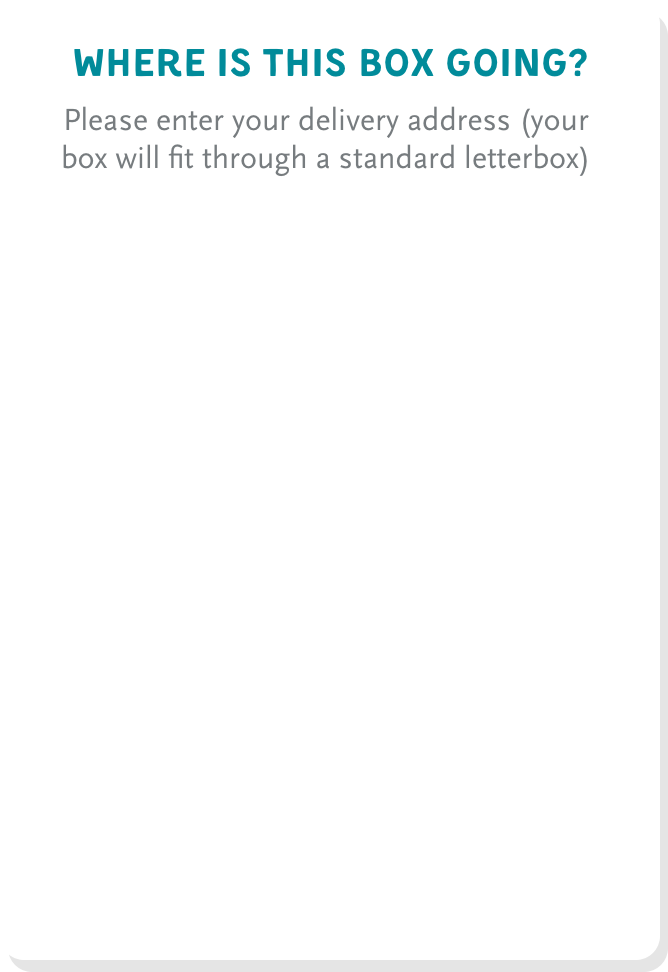 WHERE IS THIS BOX GOING?
Please enter your delivery address (your
box will fit through a standard letterbox)